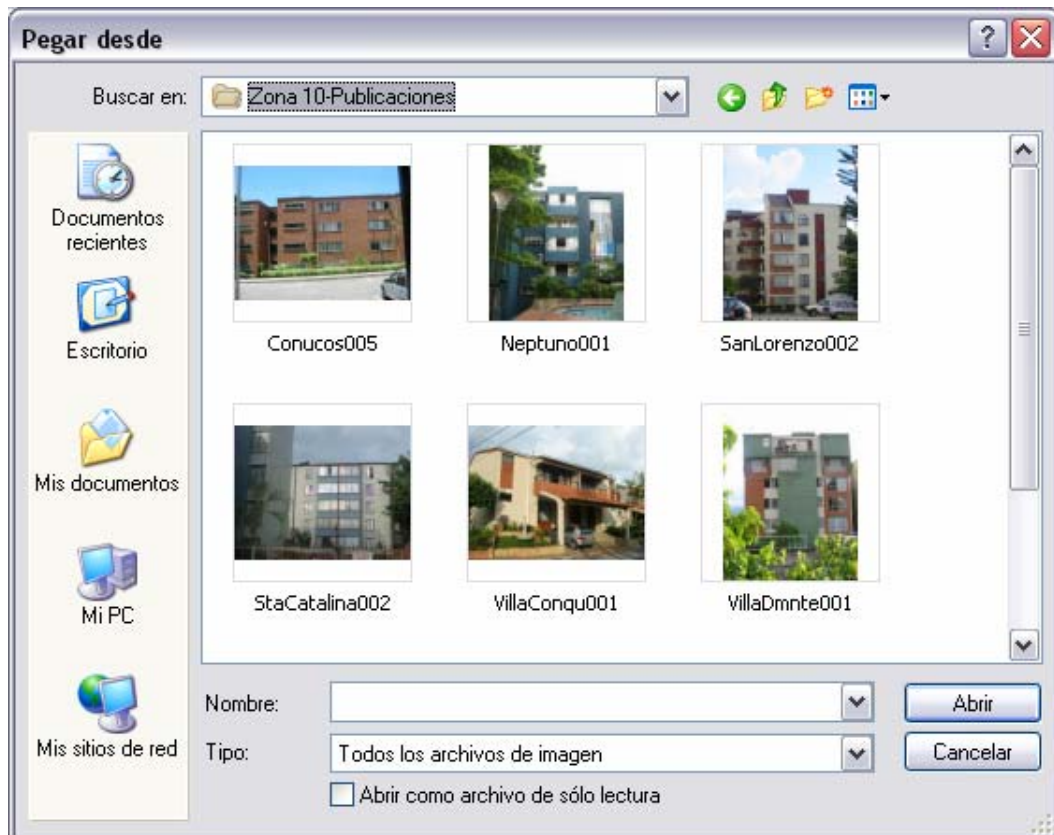 Pegar desde
Buscar en: Zona 10-Publicaciones
Documentos
recientes
Escritorio
Mis documentos
Mi PC
Mis sitios de red
Conucos005 Neptuno001 SanLorenzo002
StaCatalina002 VillaConqu001 VillaDmnte001
Nombre: Abrir
Tipo: Todos los archivos de imagen Cancelar
Abrir como archivo de sólo lectura